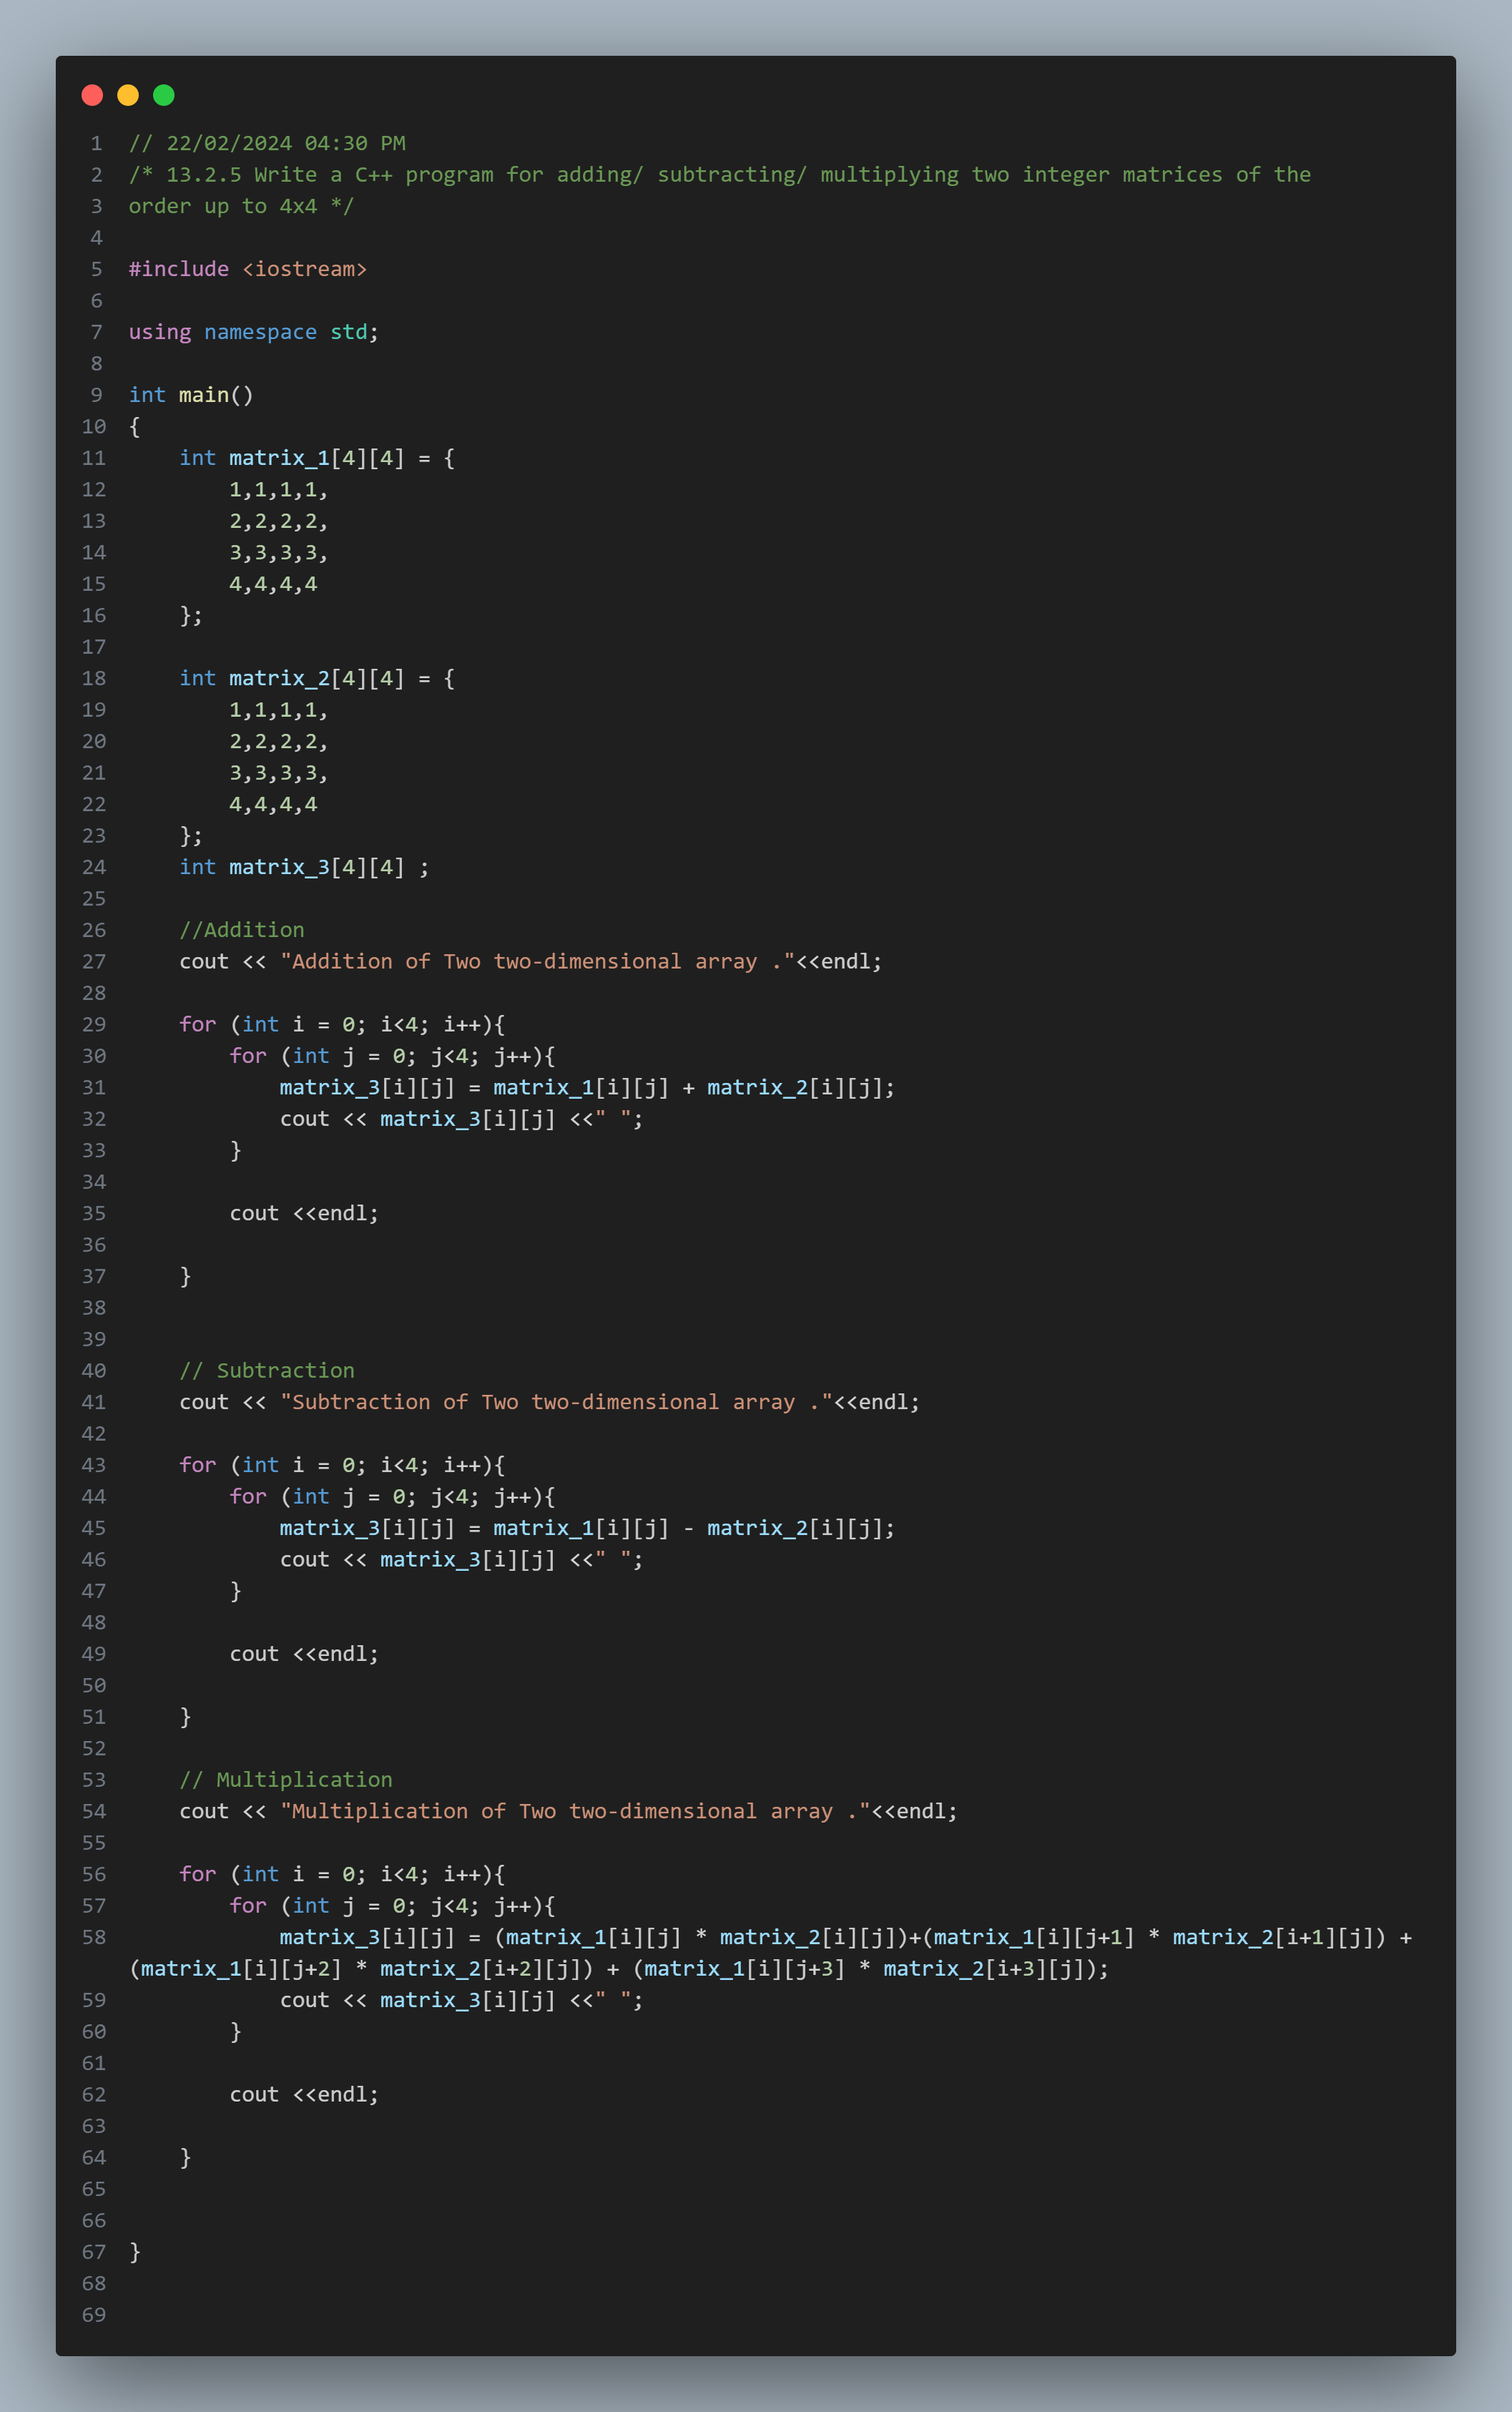 1 // 22/02/2024 04:30 PM
2 /* 13.2.5 Write a C++ program for adding/ subtracting/ multiplying two integer matrices of the
3 order up to 4x4 */
4
5 #include <iostream>
6
7 using namespace std;
8
9 int main()
10 {
11     int matrix_1[4][4] = {
12         1,1,1,1,
13         2,2,2,2,
14         3,3,3,3,
15         4,4,4,4
16     };
17
18     int matrix_2[4][4] = {
19         1,1,1,1,
20         2,2,2,2,
21         3,3,3,3,
22         4,4,4,4
23     };
24     int matrix_3[4][4] ;
25
26     //Addition
27     cout << "Addition of Two two-dimensional array ."<<endl;
28
29     for (int i = 0; i<4; i++){
30         for (int j = 0; j<4; j++){
31             matrix_3[i][j] = matrix_1[i][j] + matrix_2[i][j];
32             cout << matrix_3[i][j] <<" ";
33         }
34
35         cout <<endl;
36
37     }
38
39
40     // Subtraction
41     cout << "Subtraction of Two two-dimensional array ."<<endl;
42
43     for (int i = 0; i<4; i++){
44         for (int j = 0; j<4; j++){
45             matrix_3[i][j] = matrix_1[i][j] - matrix_2[i][j];
46             cout << matrix_3[i][j] <<" ";
47         }
48
49         cout <<endl;
50
51     }
52
53     // Multiplication
54     cout << "Multiplication of Two two-dimensional array ."<<endl;
55
56     for (int i = 0; i<4; i++){
57         for (int j = 0; j<4; j++){
58             matrix_3[i][j] = (matrix_1[i][j] * matrix_2[i][j])+(matrix_1[i][j+1] * matrix_2[i+1][j]) +
(matrix_1[i][j+2] * matrix_2[i+2][j]) + (matrix_1[i][j+3] * matrix_2[i+3][j]);
59             cout << matrix_3[i][j] <<" ";
60         }
61
62         cout <<endl;
63
64     }
65
66
67 }
68
69